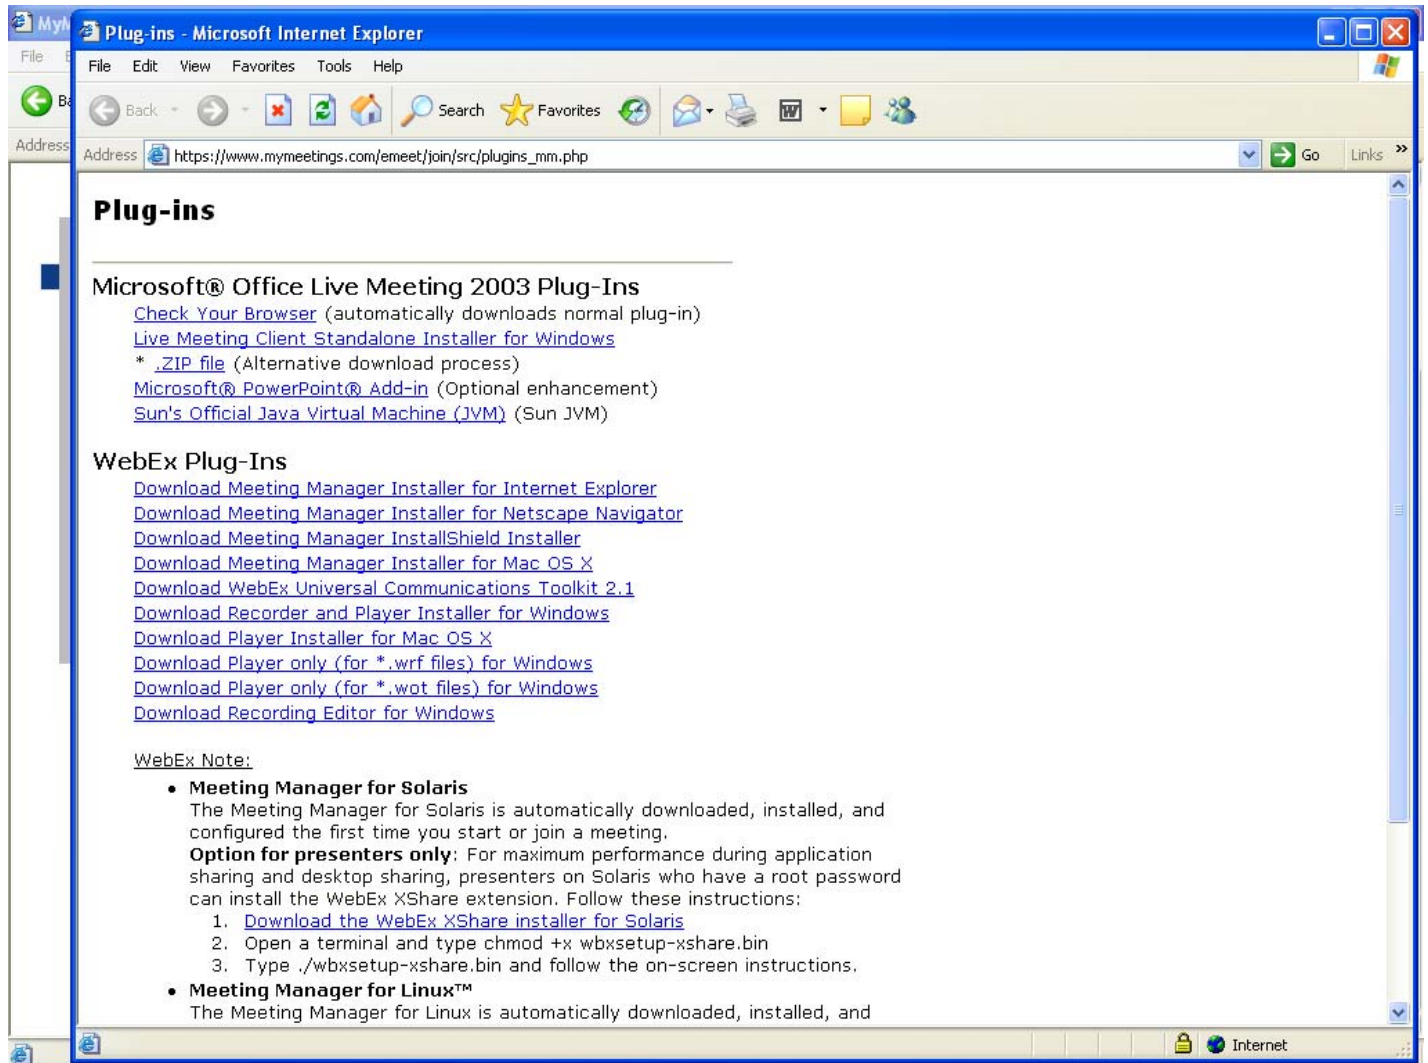 MyM
Plug-ins - Microsoft Internet Explorer
File
File Edit View Favorites Tools Help
Ba
Back Search Favorites
Address
Address https://www.mymeetings.com/emeet/join/src/plugins_mm.php Go Links »
Plug-ins
Microsoft® Office Live Meeting 2003 Plug-Ins
Check Your Browser (automatically downloads normal plug-in)
Live Meeting Client Standalone Installer for Windows
* .ZIP file (Alternative download process)
Microsoft® PowerPoint® Add-in (Optional enhancement)
Sun's Official Java Virtual Machine (JVM) (Sun JVM)
WebEx Plug-Ins
Download Meeting Manager Installer for Internet Explorer
Download Meeting Manager Installer for Netscape Navigator
Download Meeting Manager InstallShield Installer
Download Meeting Manager Installer for Mac OS X
Download WebEx Universal Communications Toolkit 2.1
Download Recorder and Player Installer for Windows
Download Player Installer for Mac OS X
Download Player only (for *.wrf files) for Windows
Download Player only (for *.wot files) for Windows
Download Recording Editor for Windows
WebEx Note:
• Meeting Manager for Solaris
The Meeting Manager for Solaris is automatically downloaded, installed, and
configured the first time you start or join a meeting.
Option for presenters only: For maximum performance during application
sharing and desktop sharing, presenters on Solaris who have a root password
can install the WebEx XShare extension. Follow these instructions:
1. Download the WebEx XShare installer for Solaris
2. Open a terminal and type chmod +x wbxsetup-xshare.bin
3. Type ./wbxsetup-xshare.bin and follow the on-screen instructions.
• Meeting Manager for Linux™
The Meeting Manager for Linux is automatically downloaded, installed, and
Internet